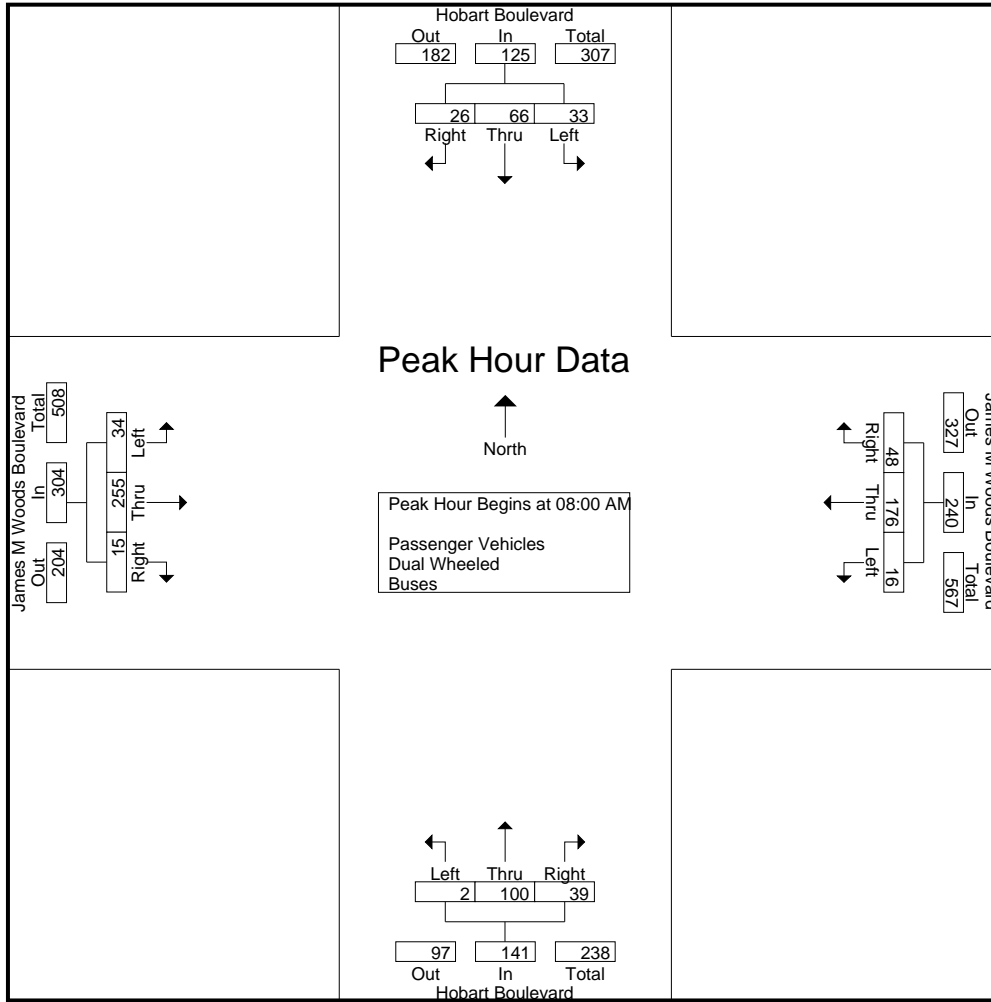 Hobart Boulevard
Out In Total
182 125 307
26 66 33
Right Thru Left
Peak Hour Data
North
Peak Hour Begins at 08:00 AM
Passenger Vehicles
Dual Wheeled
Buses
James M Woods Boulevard
Out In Total
204 304 508
15 255 34
Right Thru Left
James M Woods Boulevard
Out In Total
327 240 567
48 176 16
Right Thru Left
Left Thru Right
2 100 39
97 141 238
Out In Total
Hobart Boulevard